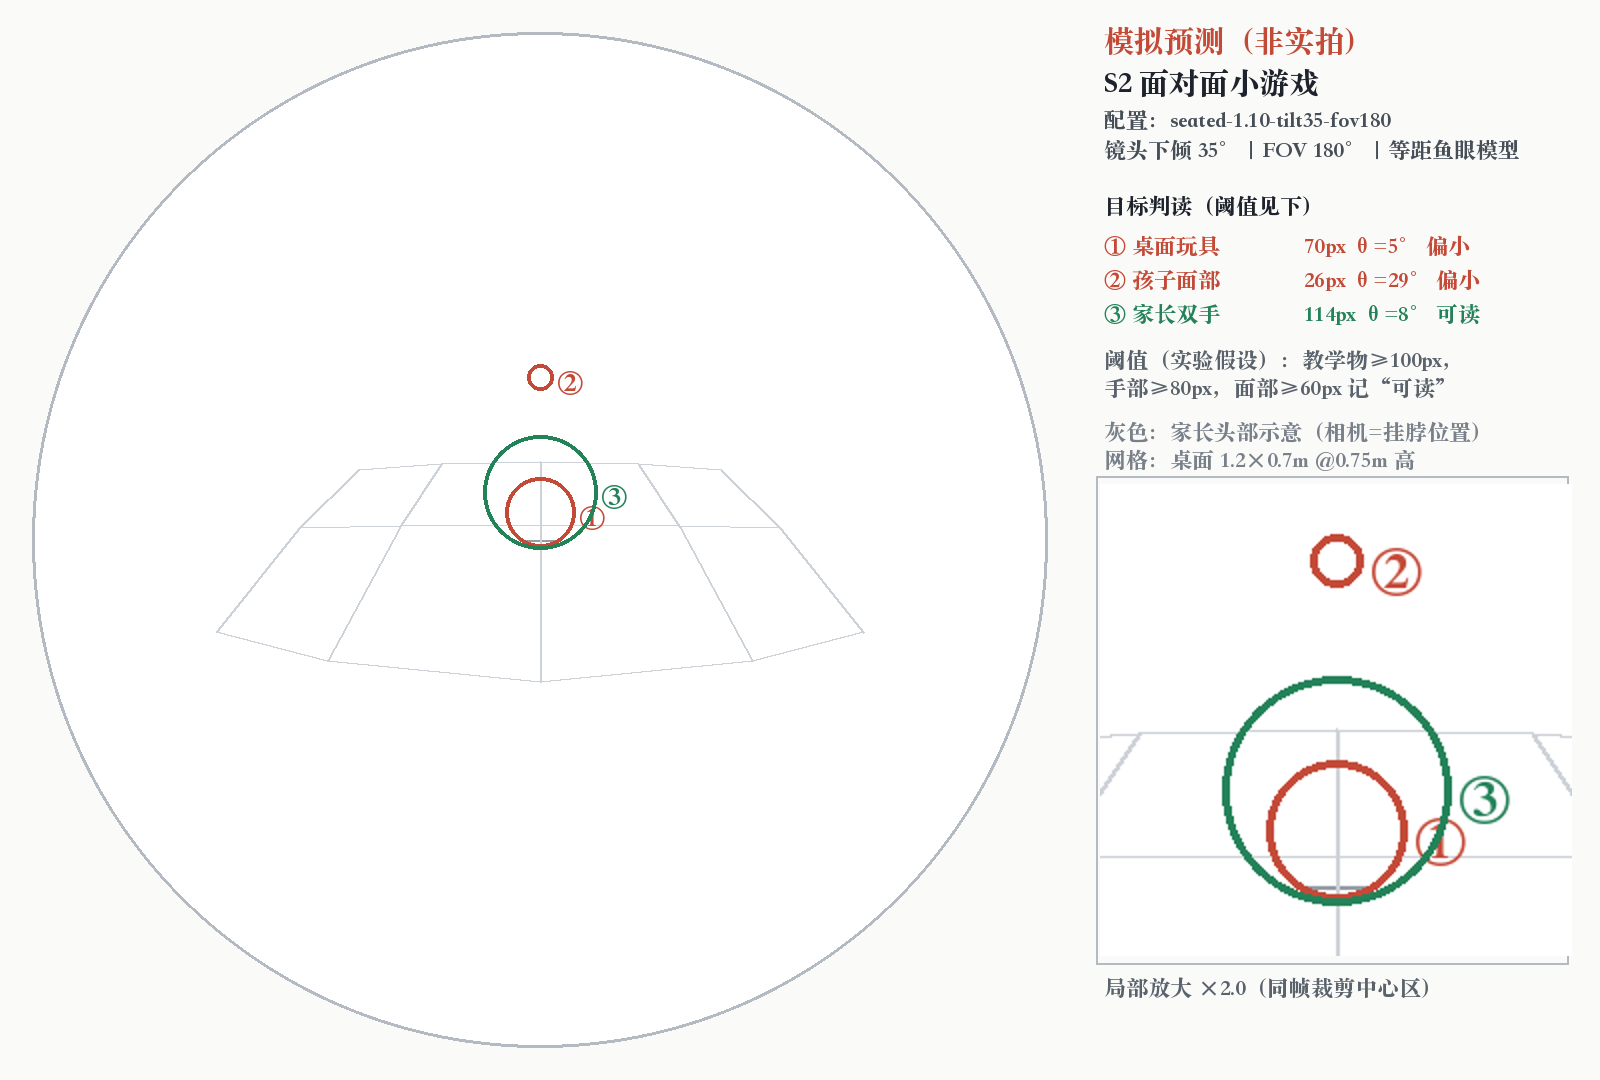 模拟预测（非实拍）
S2 面对面小游戏
配置：seated-1.10-tilt35-fov180
镜头下倾 35° | FOV 180° | 等距鱼眼模型
目标判读（阈值见下）
① 桌面玩具 70px θ=5° 偏小
② 孩子面部 26px θ=29° 偏小
③ 家长双手 114px θ=8° 可读
阈值（实验假设）：教学物≥100px，
手部≥80px，面部≥60px 记“可读”
灰色：家长头部示意（相机=挂脖位置）
网格：桌面 1.2×0.7m @0.75m 高
②
③
①
②
③
①
局部放大 ×2.0（同帧裁剪中心区）